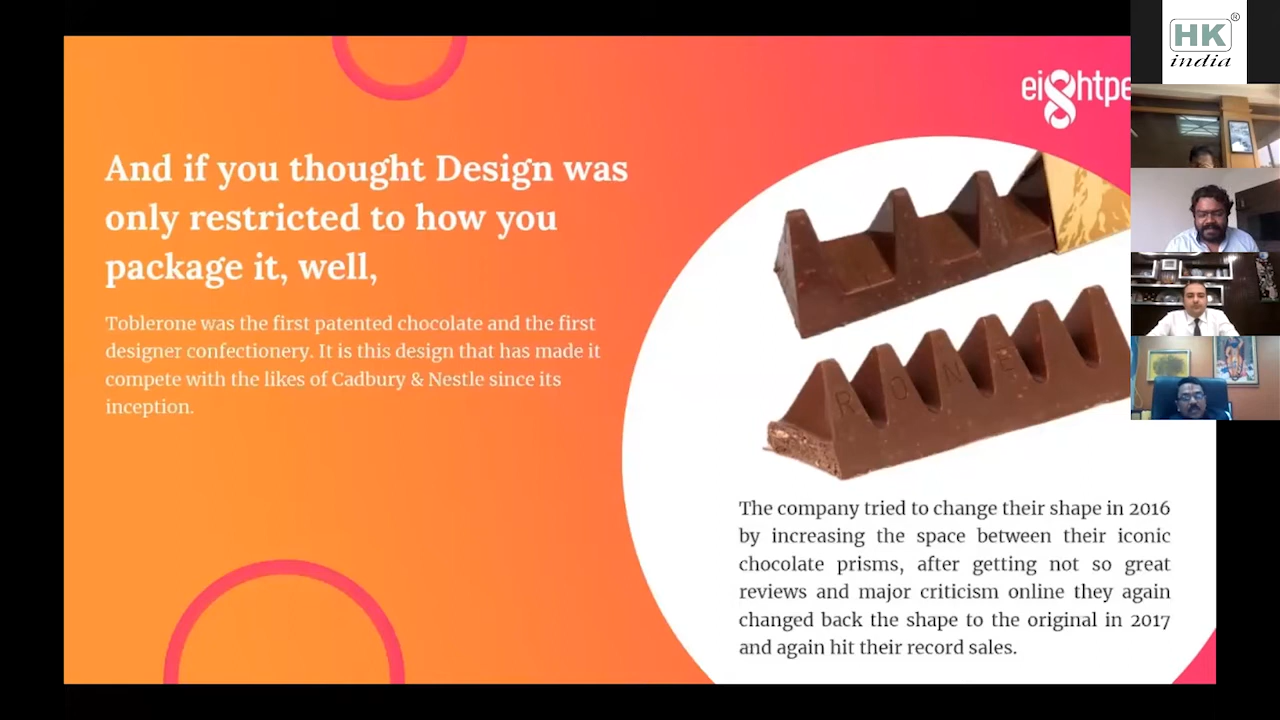 HK®
india
ei8htpe
And if you thought Design was
only restricted to how you
package it, well,
Toblerone was the first patented chocolate and the first
designer confectionery. It is this design that has made it
compete with the likes of Cadbury & Nestle since its
inception.
R O N E
The company tried to change their shape in 2016
by increasing the space between their iconic
chocolate prisms, after getting not so great
reviews and major criticism online they again
changed back the shape to the original in 2017
and again hit their record sales.